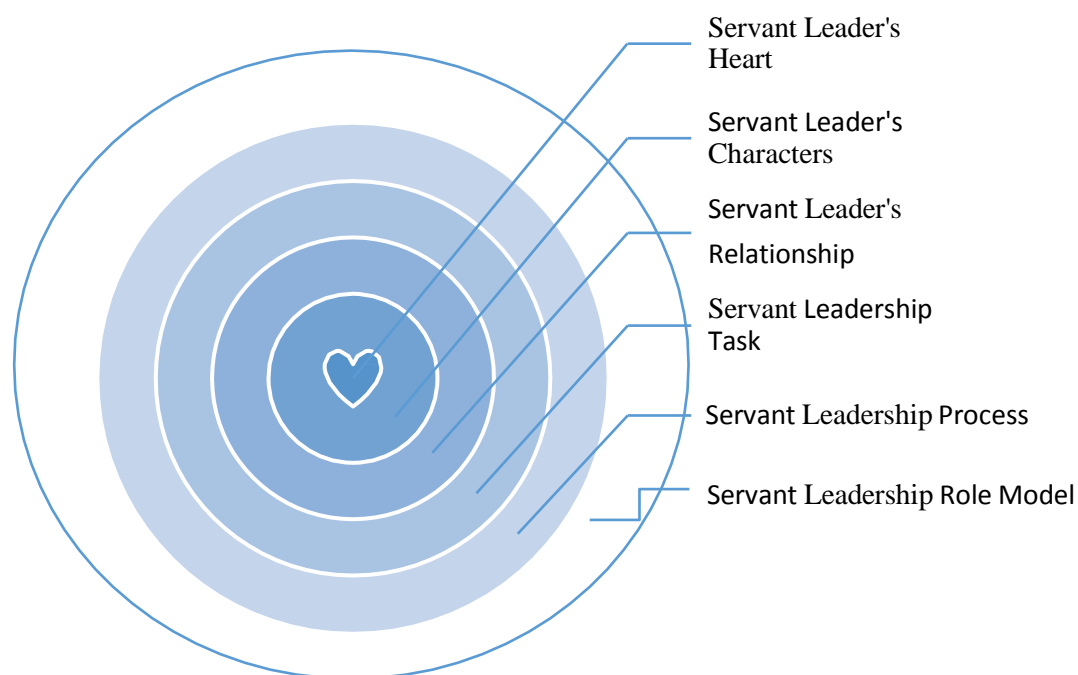 Servant Leader's
Heart
Servant Leader's
Characters
Servant Leader's
Relationship
Servant Leadership
Task
Servant Leadership Process
Servant Leadership Role Model